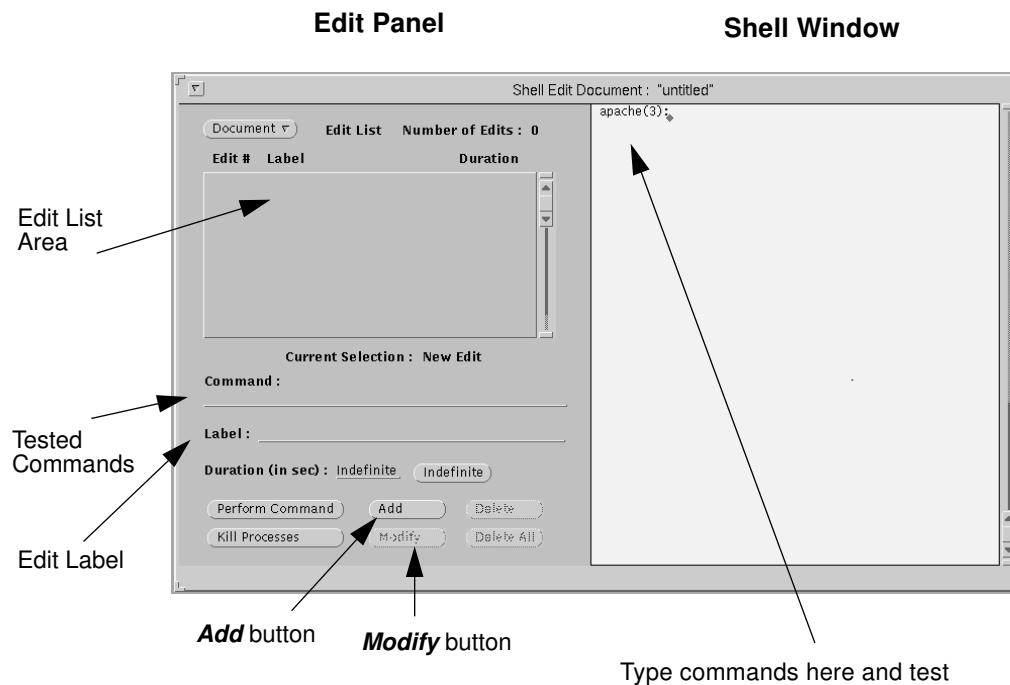 Edit Panel
Shell Window
Shell Edit Document : "untitled"
Document
Edit List
Number of Edits : 0
Edit # Label Duration
apache(3):
Edit List
Area
Current Selection : New Edit
Command :
Tested
Commands
Label :
Duration (in sec) : Indefinite
Indefinite
Perform Command
Add
Delete
Kill Processes
Modify
Delete All
Edit Label
Add button
Modify button
Type commands here and test